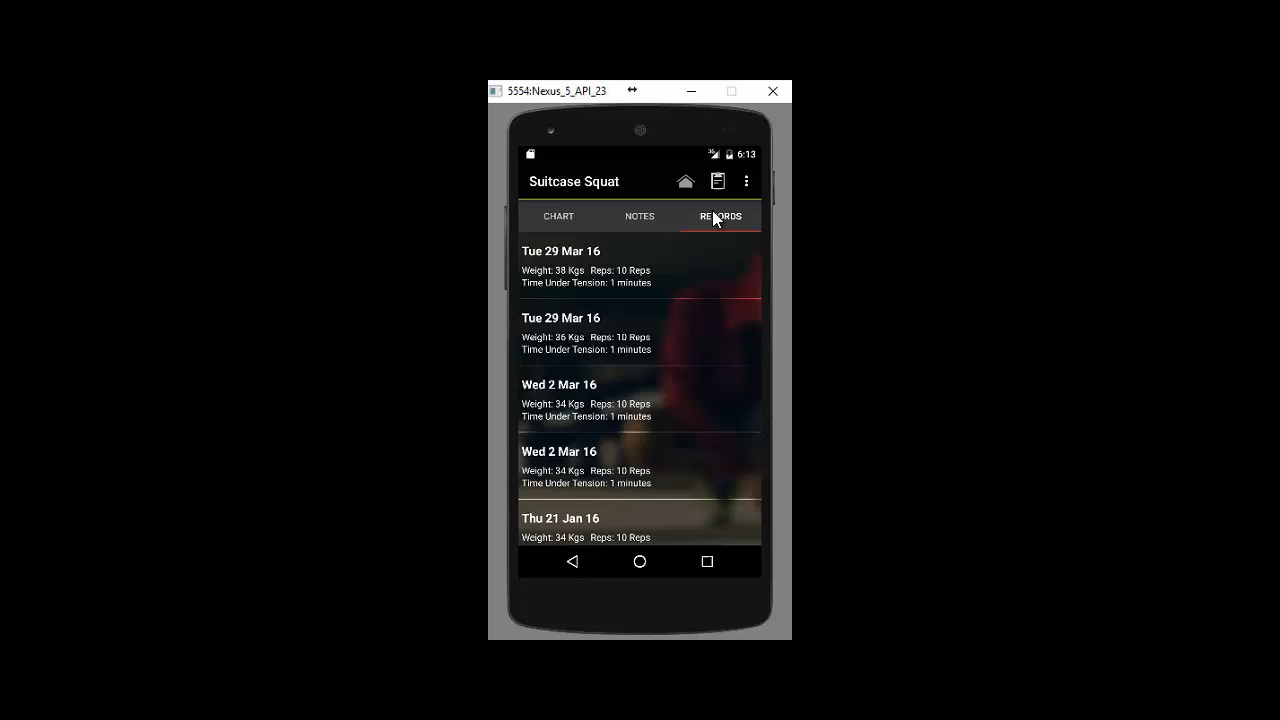 5554:Nexus_5_API_23
3G 6:13
Suitcase Squat
CHART NOTES RECORDS
Tue 29 Mar 16
Weight: 38 Kgs Reps: 10 Reps
Time Under Tension: 1 minutes
Tue 29 Mar 16
Weight: 36 Kgs Reps: 10 Reps
Time Under Tension: 1 minutes
Wed 2 Mar 16
Weight: 34 Kgs Reps: 10 Reps
Time Under Tension: 1 minutes
Wed 2 Mar 16
Weight: 34 Kgs Reps: 10 Reps
Time Under Tension: 1 minutes
Thu 21 Jan 16
Weight: 34 Kgs Reps: 10 Reps